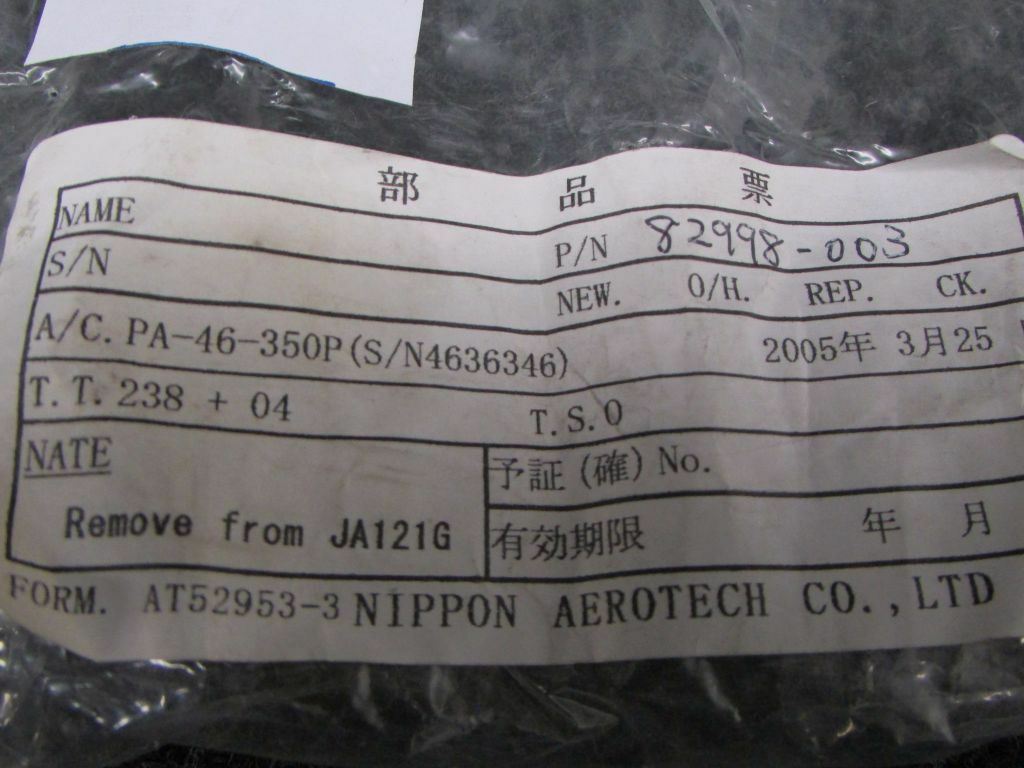 部 品 票
NAME
P/N 82998-003
S/N
NEW. O/H. REP. CK.
A/C. PA-46-350P(S/N4636346) 2005年 3月25
T.T. 238 + 04 T.S.O
NATE
予証(確)No.
Remove from JA121G
有効期限 年 月
FORM. AT52953-3 NIPPON AEROTECH CO.,LTD